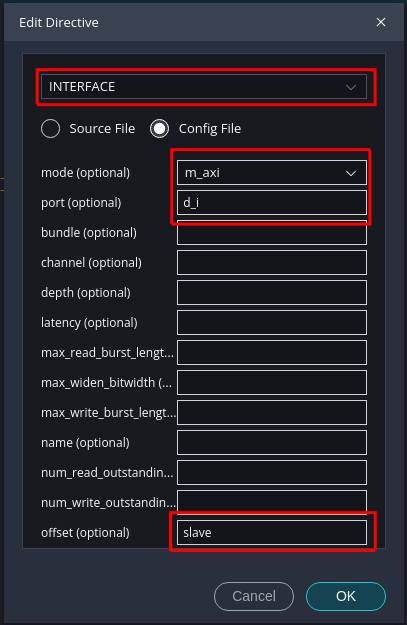 Edit Directive
INTERFACE
Source File Config File
mode (optional) m_axi
port (optional) d_i
bundle (optional)
channel (optional)
depth (optional)
latency (optional)
max_read_burst_lengt...
max_widen_bitwidth (...
max_write_burst_lengt...
name (optional)
num_read_outstandin...
num_write_outstandin...
offset (optional) slave
Cancel OK